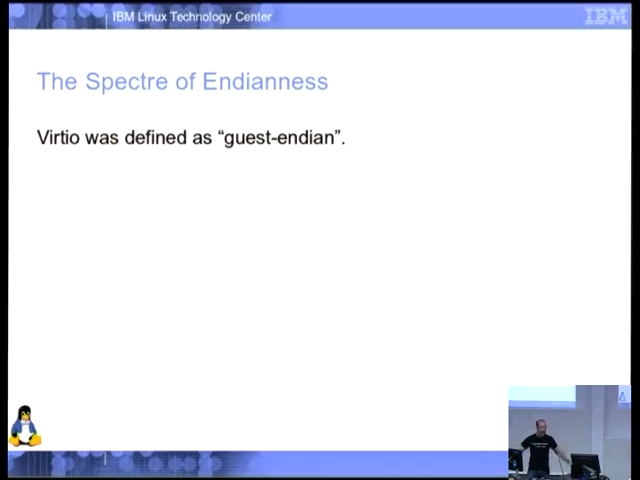 IBM Linux Technology Center
IBM
The Spectre of Endianness
Virtio was defined as “guest-endian”.